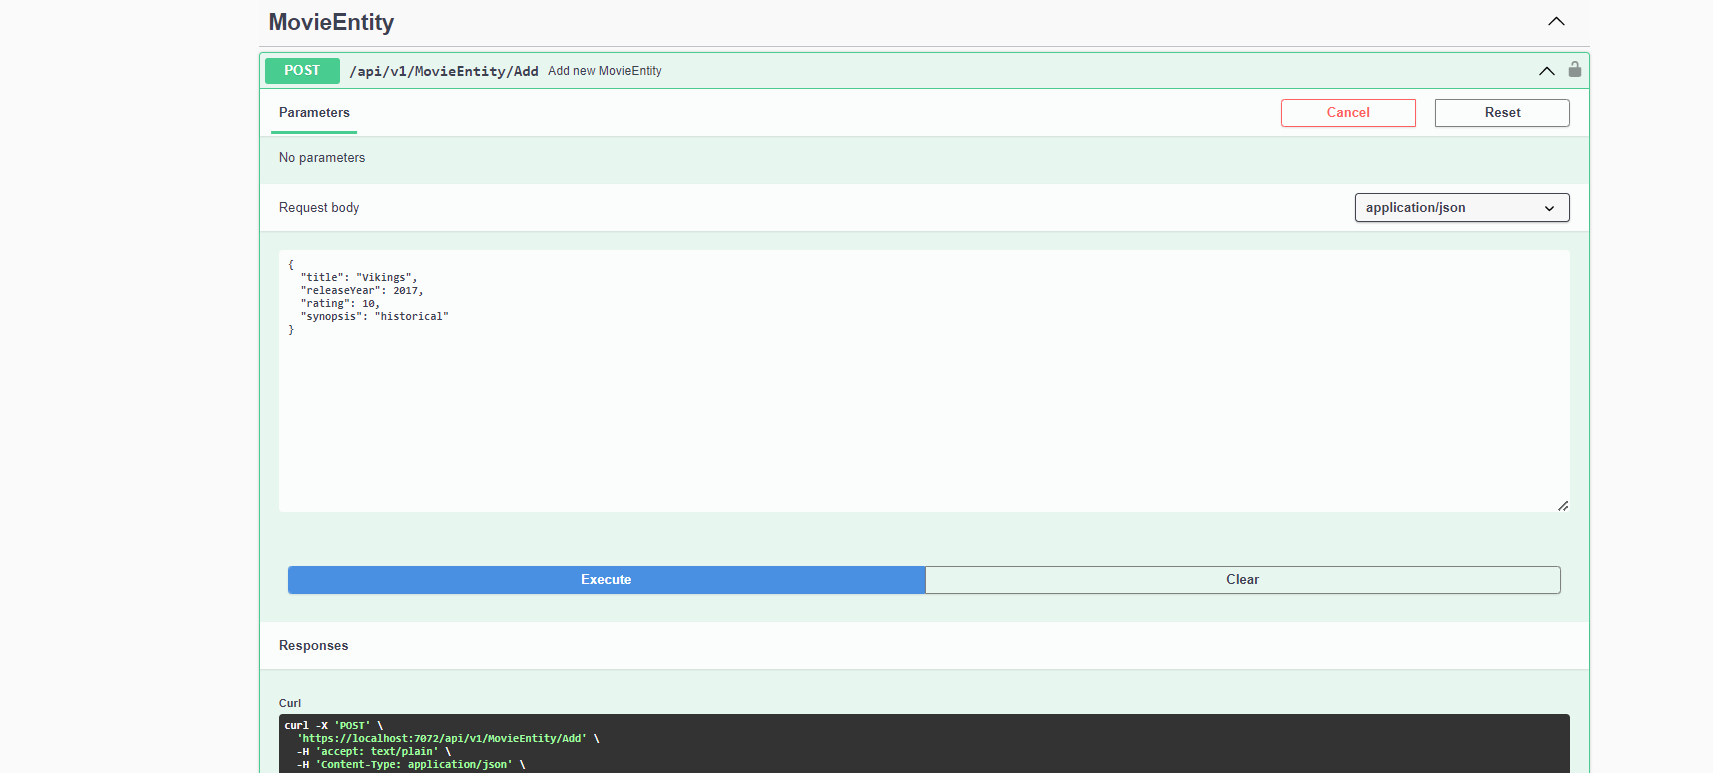 MovieEntity
POST /api/v1/MovieEntity/Add Add new MovieEntity
Parameters
Cancel
Reset
No parameters
Request body
application/json
{
  "title": "Vikings",
  "releaseYear": 2017,
  "rating": 10,
  "synopsis": "historical"
}
Execute
Clear
Responses
Curl
curl -X 'POST' \
  'https://localhost:7072/api/v1/MovieEntity/Add' \
  -H 'accept: text/plain' \
  -H 'Content-Type: application/json' \